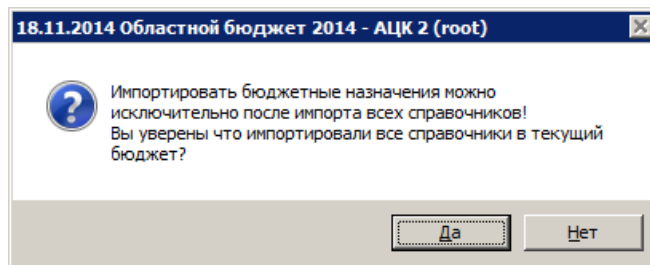 18.11.2014 Областной бюджет 2014 - АЦК 2 (root)
Импортировать бюджетные назначения можно
исключительно после импорта всех справочников!
Вы уверены что импортировали все справочники в текущий
бюджет?
Да
Нет